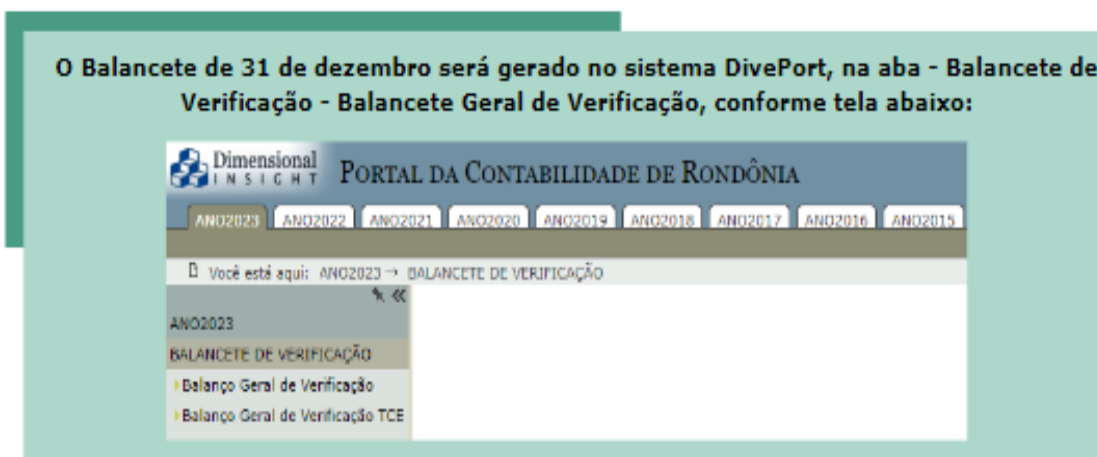 O Balancete de 31 de dezembro será gerado no sistema DivePort, na aba - Balancete de
Verificação - Balancete Geral de Verificação, conforme tela abaixo:
Dimensional
INSIGHT
PORTAL DA CONTABILIDADE DE RONDÔNIA
ANO2023 ANO2022 ANO2021 ANO2020 ANO2019 ANO2018 ANO2017 ANO2016 ANO2015
Você está aqui: ANO2023 → BALANCETE DE VERIFICAÇÃO
ANO2023
BALANCETE DE VERIFICAÇÃO
Balanço Geral de Verificação
Balanço Geral de Verificação TCE